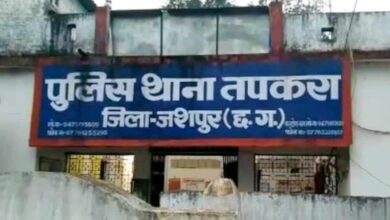 पुलिस थाना तपकरा
जिला-जशपुर (छ.ग.)